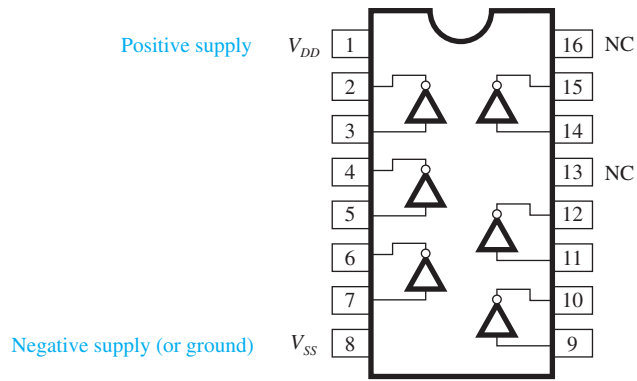 Positive supply V_DD 1 16 NC
2 15
3 14
4 13 NC
5 12
6 11
7 10
Negative supply (or ground) V_SS 8 9